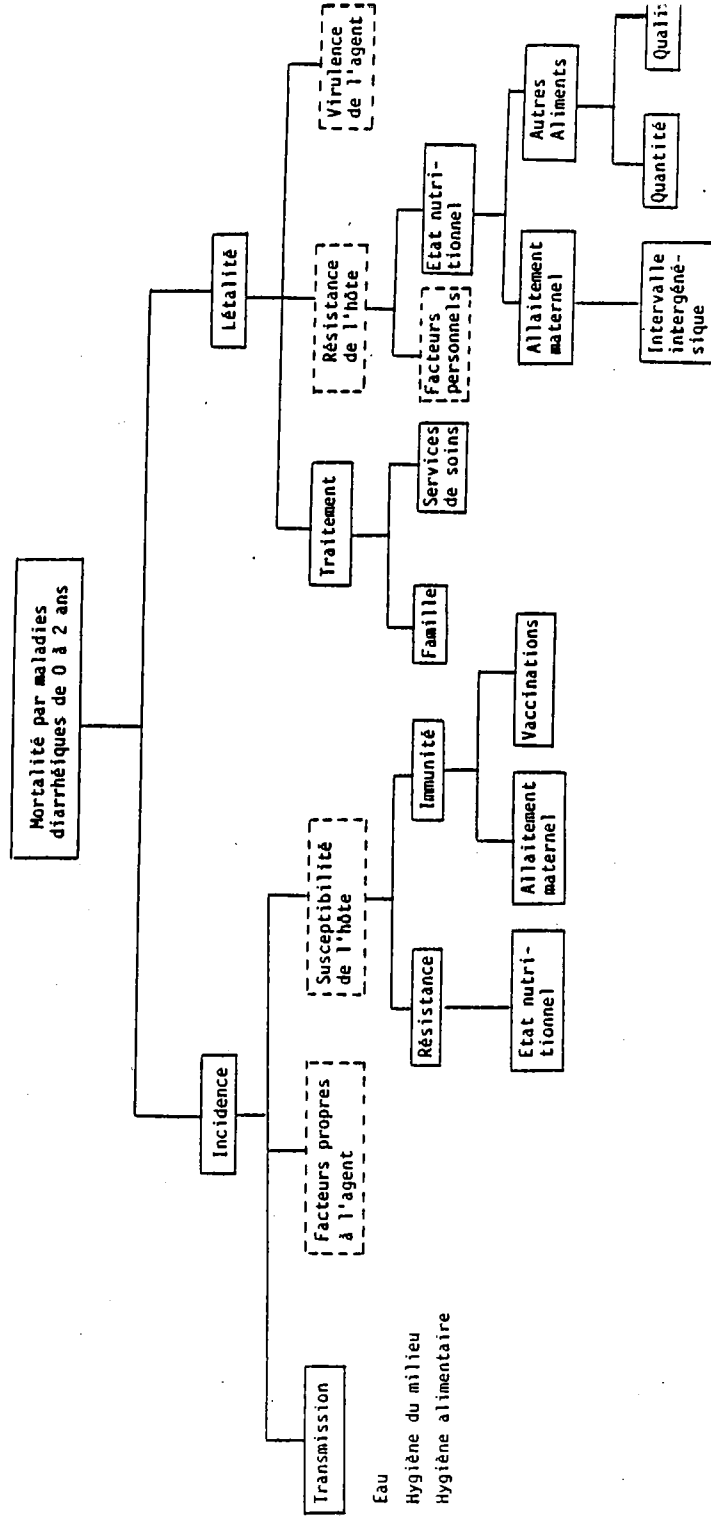 Mortalité par maladies
diarrhéiques de 0 à 2 ans
Incidence
Létalité
Transmission
Facteurs propres
à l'agent
Susceptibilité
de l'hôte
Traitement
Résistance
de l'hôte
Virulence
de l'agent
Eau
Hygiène du milieu
Hygiène alimentaire
Résistance
Immunité
Famille
Services
de soins
Facteurs
personnels
Etat nutri-
tionnel
Etat nutri-
tionnel
Allaitement
maternel
Vaccinations
Allaitement
maternel
Autres
Aliments
Intervalle
intergéné-
sique
Quantité